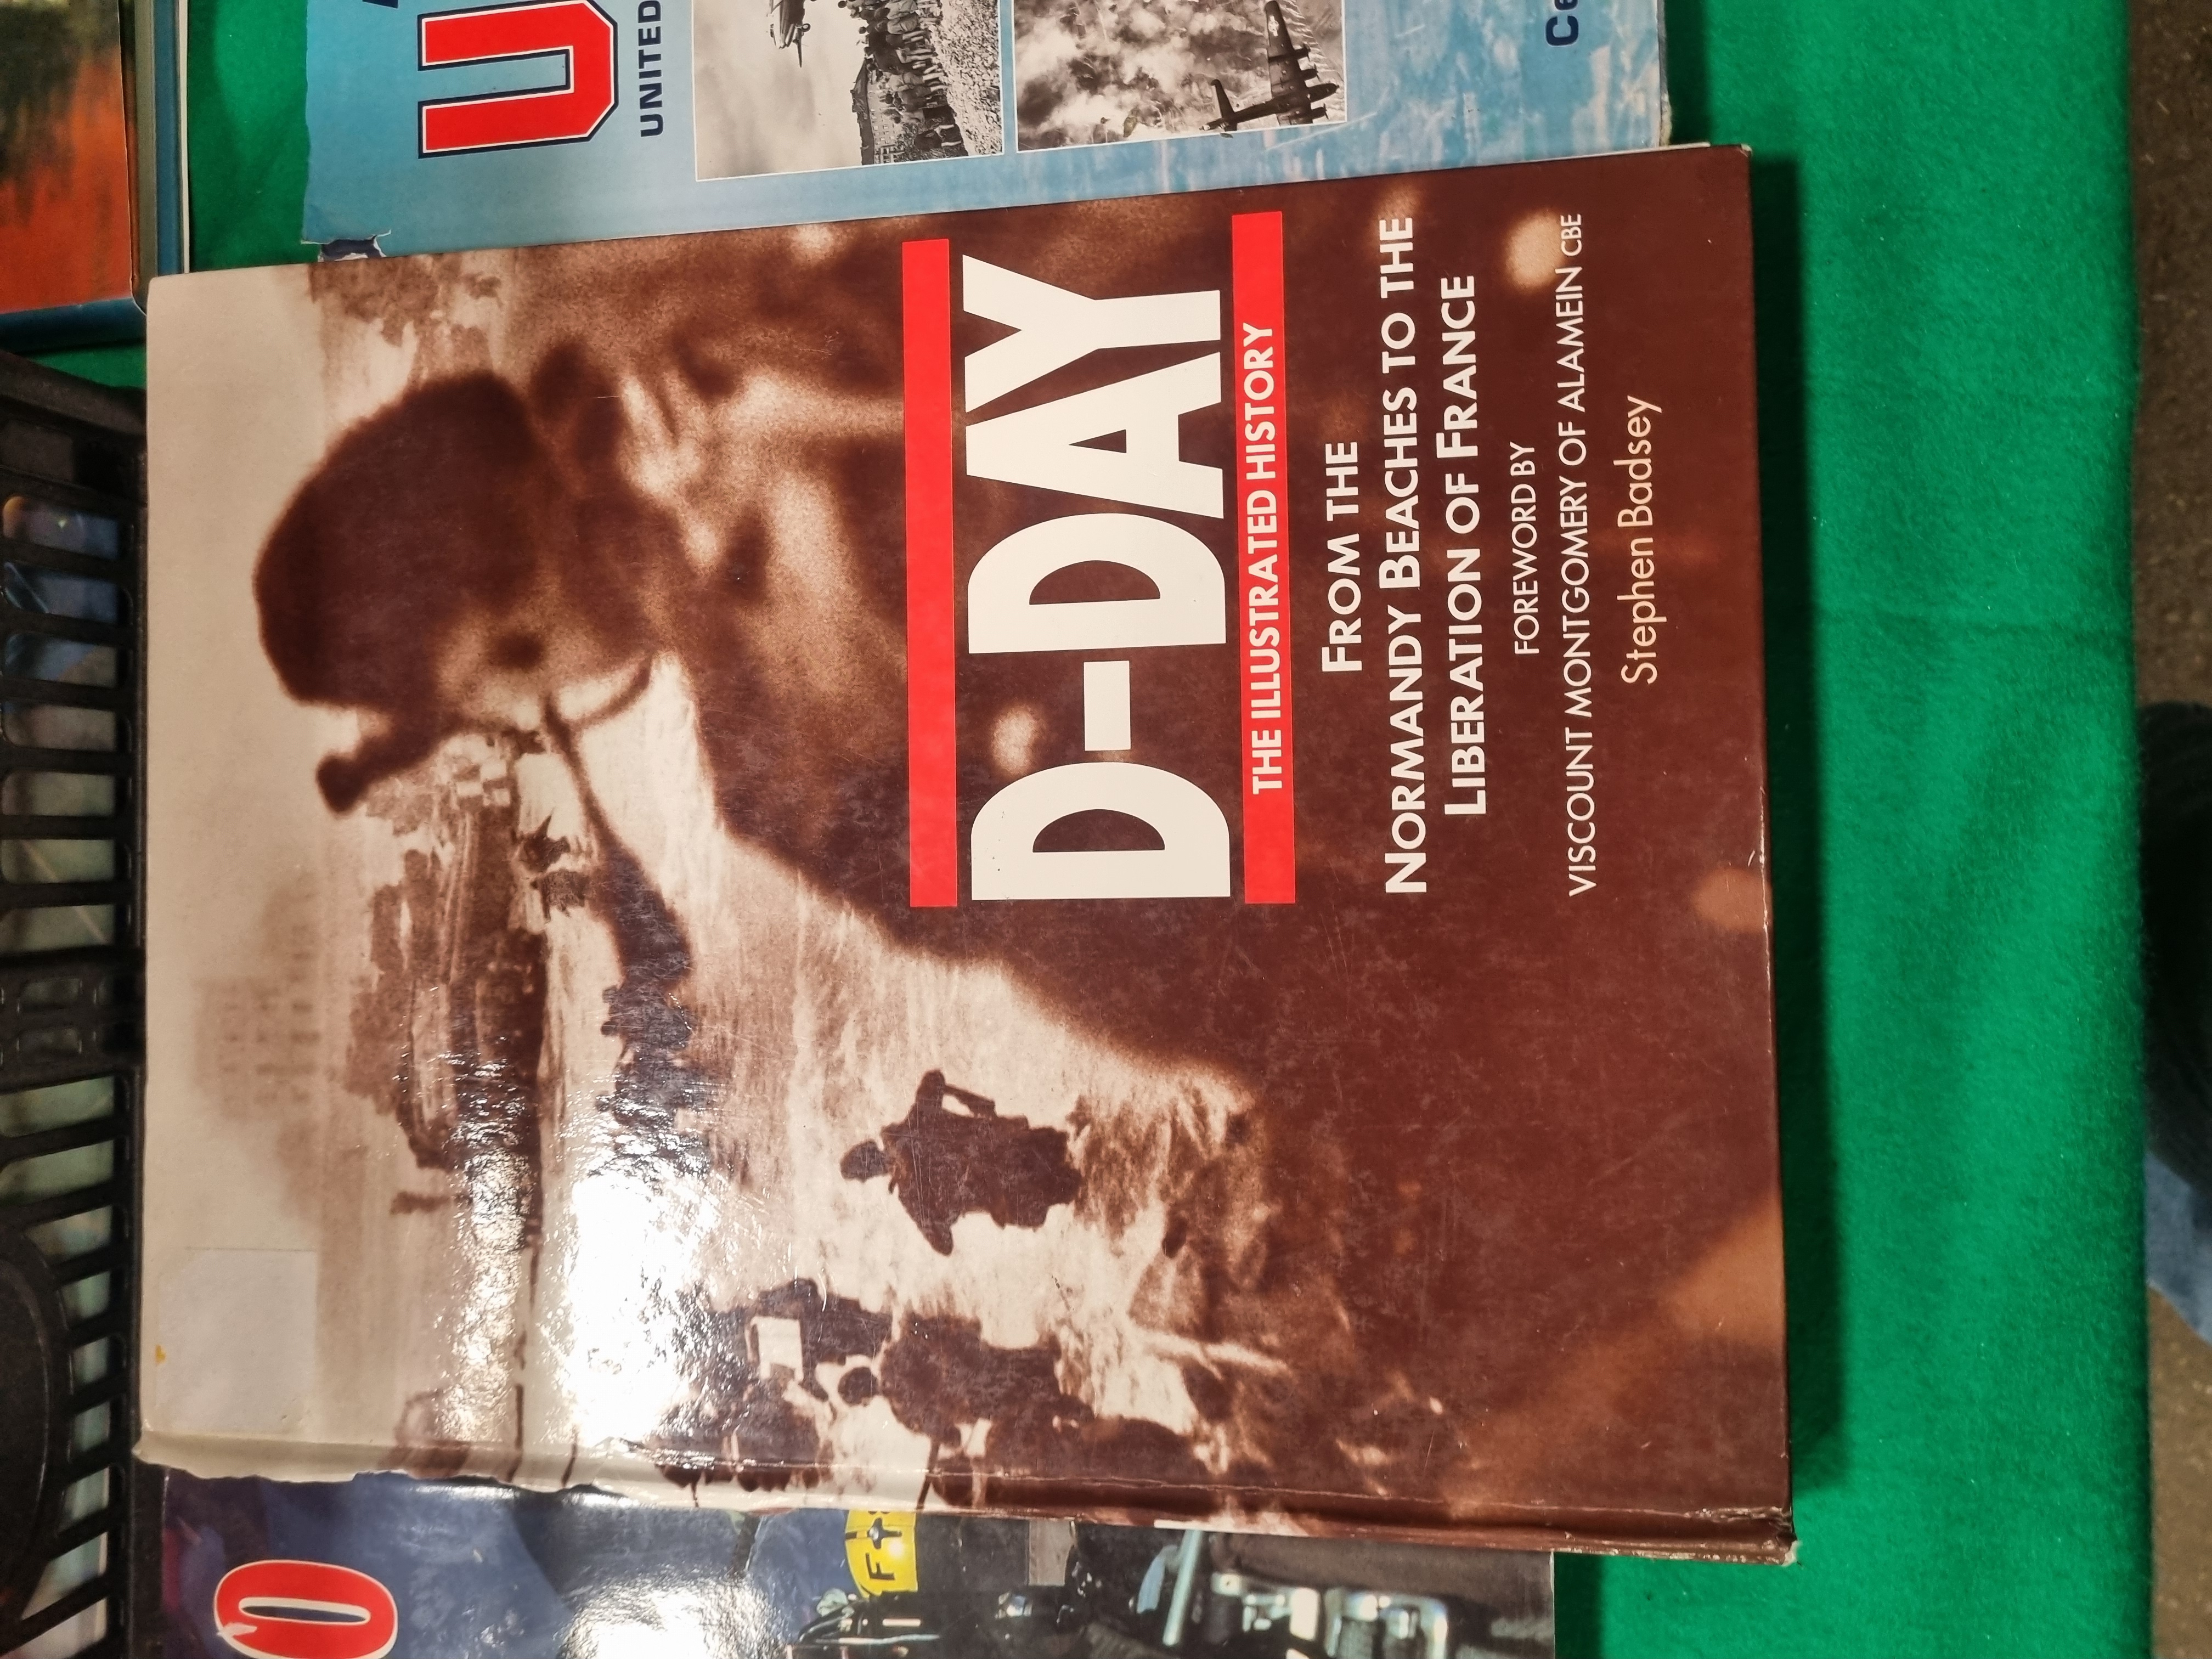 D-DAY
THE ILLUSTRATED HISTORY
FROM THE
NORMANDY BEACHES TO THE
LIBERATION OF FRANCE
FOREWORD BY
VISCOUNT MONTGOMERY OF ALAMEIN CBE
Stephen Badsey
U
UNITED
Ce
O
F+